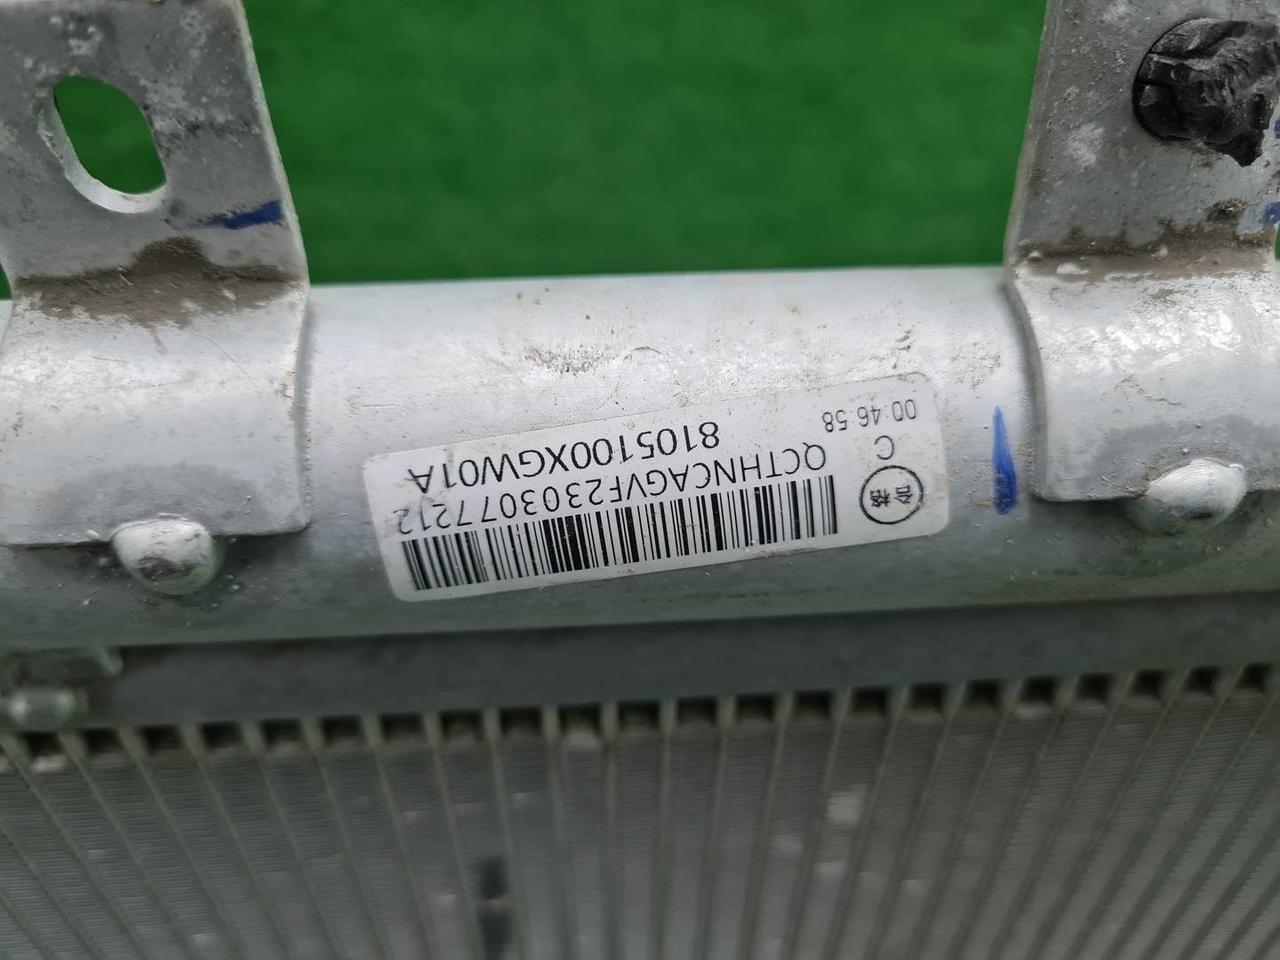 合格
C
00:46:58
QCTHNCAGVF2303077212
8105100XGW01A